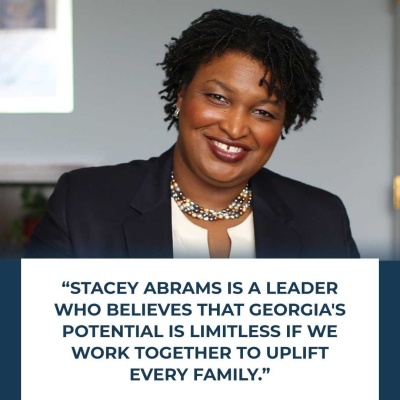 “STACEY ABRAMS IS A LEADER
WHO BELIEVES THAT GEORGIA'S
POTENTIAL IS LIMITLESS IF WE
WORK TOGETHER TO UPLIFT
EVERY FAMILY.”